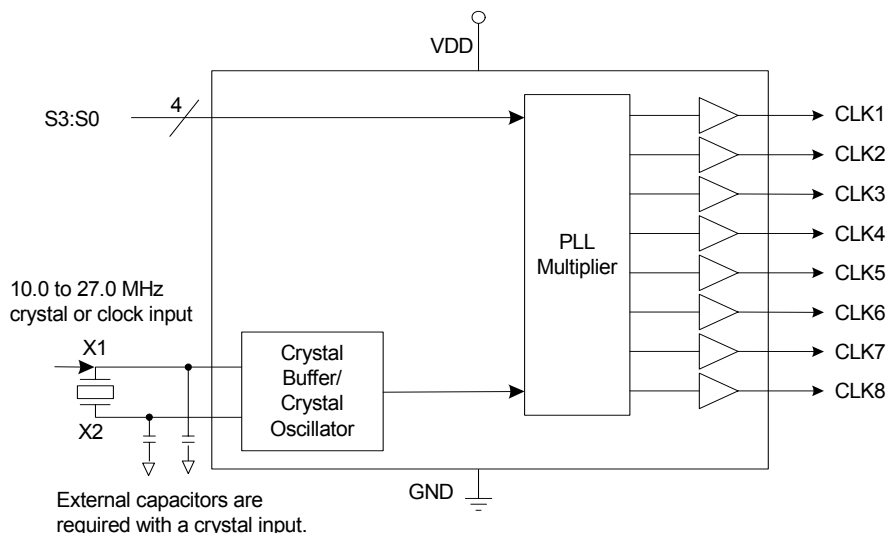 VDD
4
S3:S0
CLK1
CLK2
CLK3
CLK4
CLK5
CLK6
CLK7
CLK8
PLL
Multiplier
10.0 to 27.0 MHz
crystal or clock input
X1
X2
Crystal
Buffer/
Crystal
Oscillator
GND
External capacitors are
required with a crystal input.